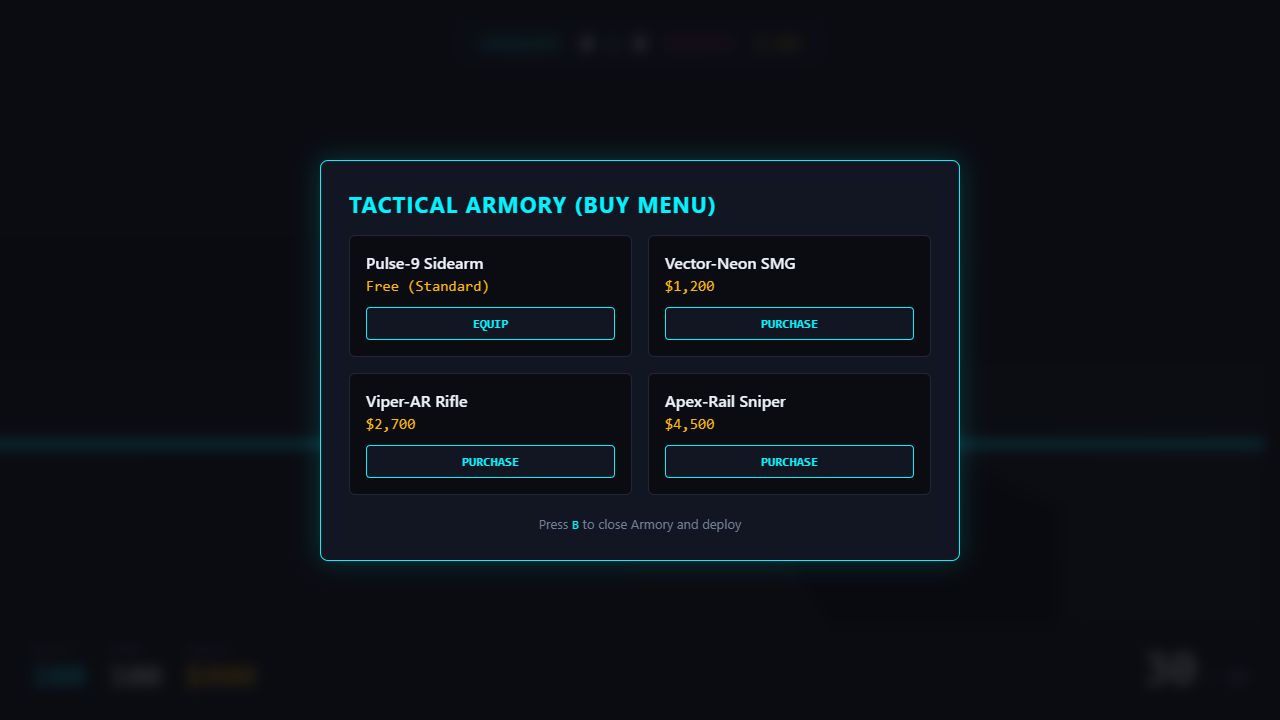 TACTICAL ARMORY (BUY MENU)
Pulse-9 Sidearm
Free (Standard)
EQUIP
Vector-Neon SMG
$1,200
PURCHASE
Viper-AR Rifle
$2,700
PURCHASE
Apex-Rail Sniper
$4,500
PURCHASE
Press B to close Armory and deploy
30